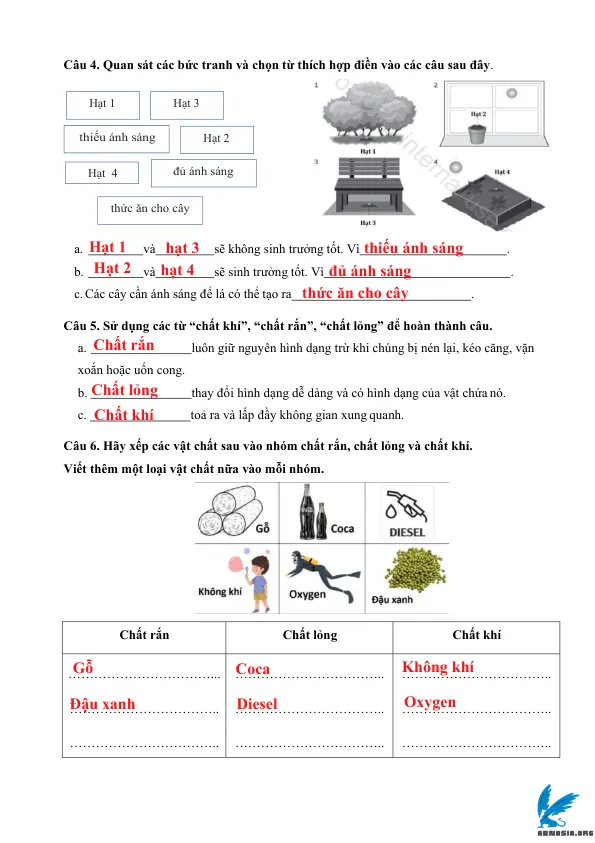 Câu 4. Quan sát các bức tranh và chọn từ thích hợp điền vào các câu sau đây.
Hạt 1
Hạt 3
thiếu ánh sáng
Hạt 2
Hạt 4
đủ ánh sáng
thức ăn cho cây
1
Hạt 1
2
Hạt 2
3
Hạt 3
4
Hạt 4
a. Hạt 1 và hạt 3 sẽ không sinh trưởng tốt. Vì thiếu ánh sáng.
b. Hạt 2 và hạt 4 sẽ sinh trưởng tốt. Vì đủ ánh sáng.
c. Các cây cần ánh sáng để lá có thể tạo ra thức ăn cho cây.
Câu 5. Sử dụng các từ “chất khí”, “chất rắn”, “chất lỏng” để hoàn thành câu.
a. Chất rắn luôn giữ nguyên hình dạng trừ khi chúng bị nén lại, kéo căng, vặn
xoắn hoặc uốn cong.
b. Chất lỏng thay đổi hình dạng dễ dàng và có hình dạng của vật chứa nó.
c. Chất khí toả ra và lấp đầy không gian xung quanh.
Câu 6. Hãy xếp các vật chất sau vào nhóm chất rắn, chất lỏng và chất khí.
Viết thêm một loại vật chất nữa vào mỗi nhóm.
Gỗ
Coca
DIESEL
Không khí
Oxygen
Đậu xanh
Chất rắn Chất lỏng Chất khí
Gỗ Coca Không khí
Đậu xanh Diesel Oxygen
ABNASIA.ORG